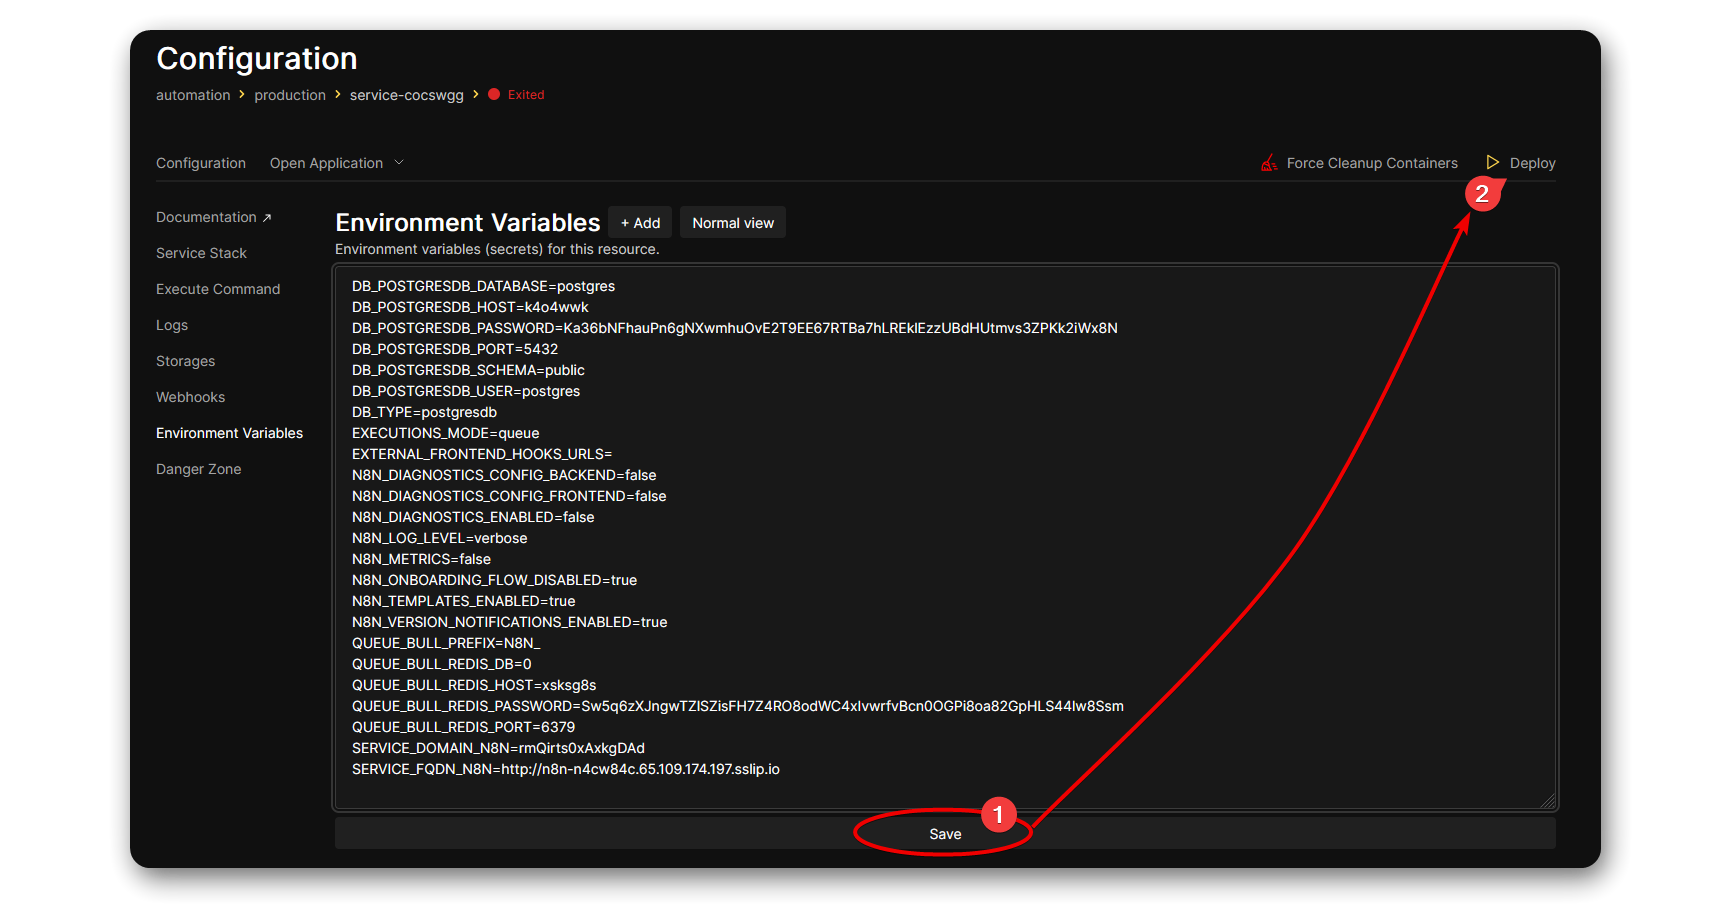 Configuration
automation > production > service-cocswgg > Exited
Configuration Open Application Force Cleanup Containers Deploy
2
Documentation
Service Stack
Execute Command
Logs
Storages
Webhooks
Environment Variables
Danger Zone
Environment Variables + Add Normal view
Environment variables (secrets) for this resource.
DB_POSTGRESDB_DATABASE=postgres
DB_POSTGRESDB_HOST=k4o4wwk
DB_POSTGRESDB_PASSWORD=Ka36bNFhauPn6gNXwmhuOvE2T9EE67RTBa7hLREklEzzUBdHUtmvs3ZPKk2iWx8N
DB_POSTGRESDB_PORT=5432
DB_POSTGRESDB_SCHEMA=public
DB_POSTGRESDB_USER=postgres
DB_TYPE=postgresdb
EXECUTIONS_MODE=queue
EXTERNAL_FRONTEND_HOOKS_URLS=
N8N_DIAGNOSTICS_CONFIG_BACKEND=false
N8N_DIAGNOSTICS_CONFIG_FRONTEND=false
N8N_DIAGNOSTICS_ENABLED=false
N8N_LOG_LEVEL=verbose
N8N_METRICS=false
N8N_ONBOARDING_FLOW_DISABLED=true
N8N_TEMPLATES_ENABLED=true
N8N_VERSION_NOTIFICATIONS_ENABLED=true
QUEUE_BULL_PREFIX=N8N_
QUEUE_BULL_REDIS_DB=0
QUEUE_BULL_REDIS_HOST=xsksg8s
QUEUE_BULL_REDIS_PASSWORD=Sw5q6zXJngwTZlSZisFH7Z4RO8odWC4xIvwrfvBcn0OGPi8oa82GpHLS44lw8Ssm
QUEUE_BULL_REDIS_PORT=6379
SERVICE_DOMAIN_N8N=rmQirts0xAxkgDAd
SERVICE_FQDN_N8N=http://n8n-n4cw84c.65.109.174.197.sslip.io
1
Save